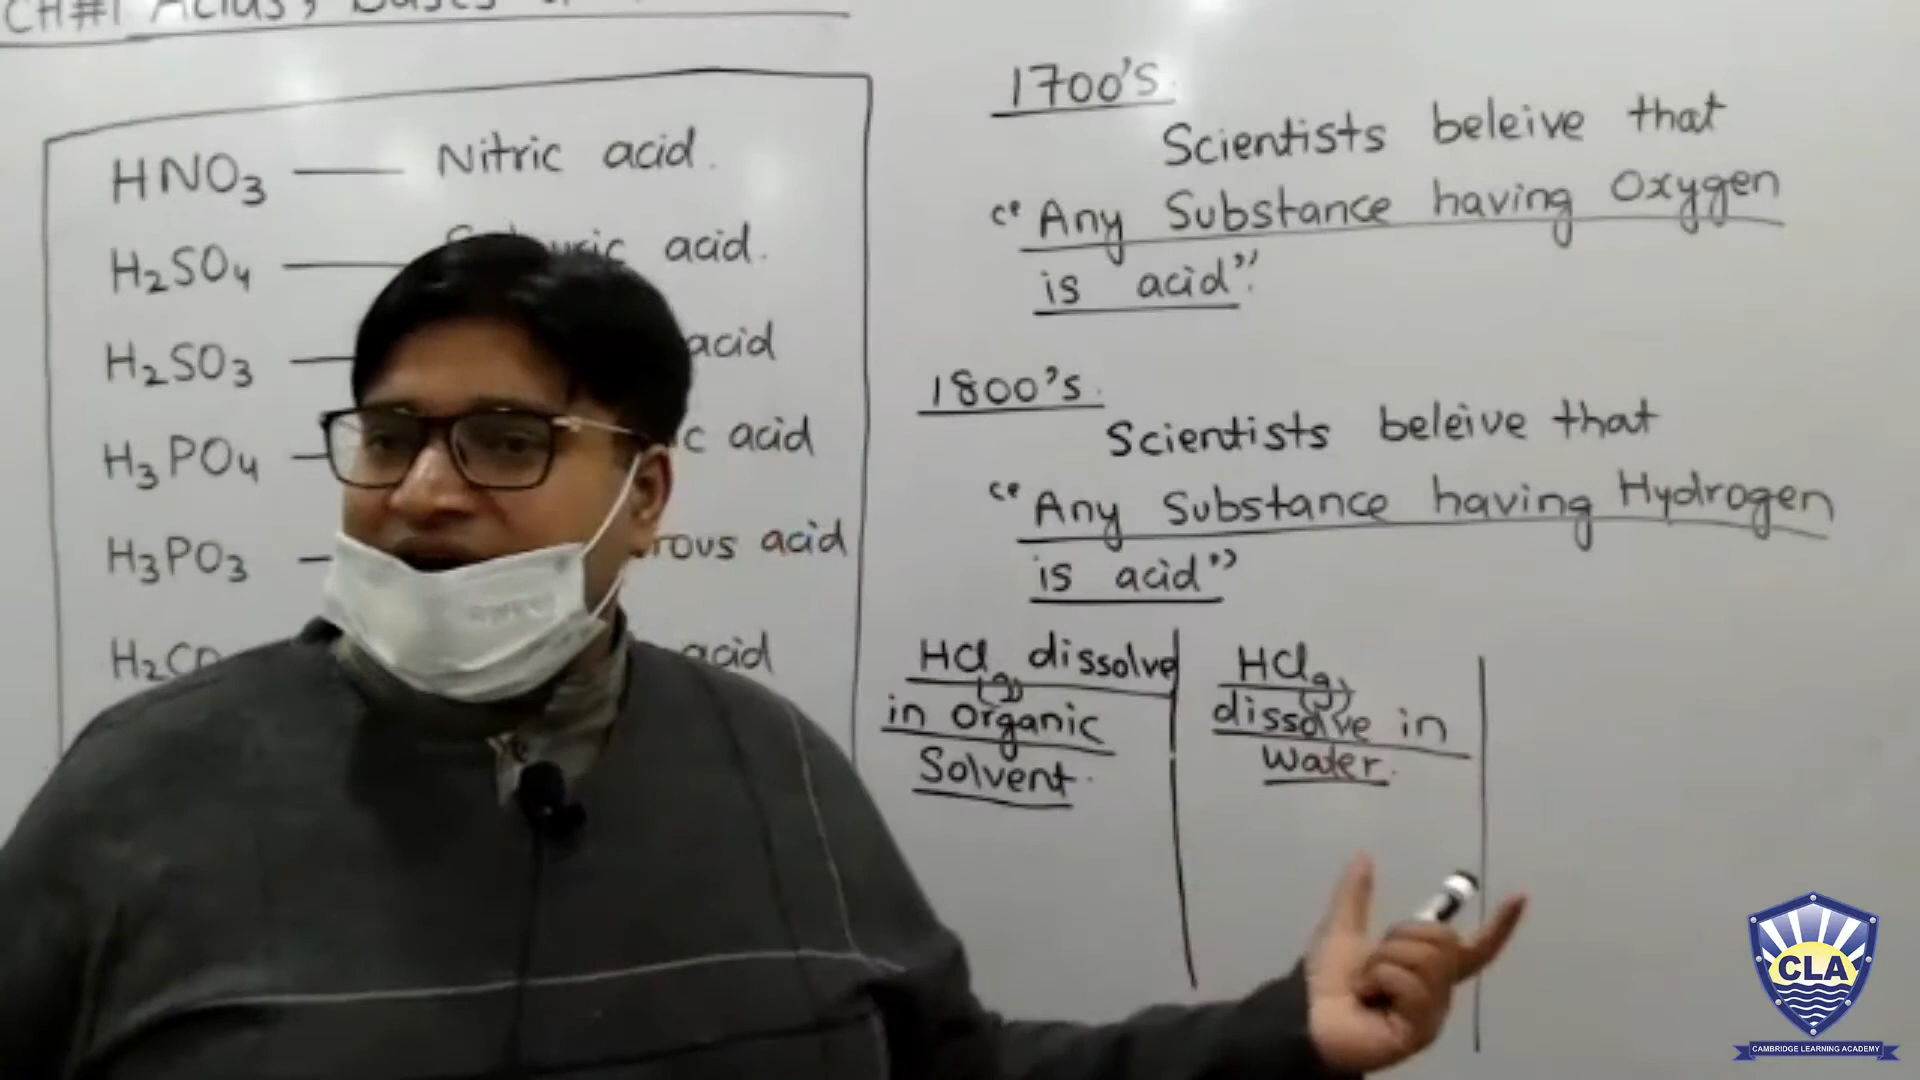 CH#1 Acids, Bases
HNO₃ — Nitric acid.
H₂SO₄ — acid.
H₂SO₃ — acid
H₃PO₄ — acid
H₃PO₃ — acid
acid
1700's.
Scientists beleive that
“Any Substance having Oxygen
is acid”.
1800's.
Scientists beleive that
“Any Substance having Hydrogen
is acid”
HCl(g) dissolve
in Organic
Solvent.
HCl(g)
dissolve in
Water.
CLA
CAMBRIDGE LEARNING ACADEMY